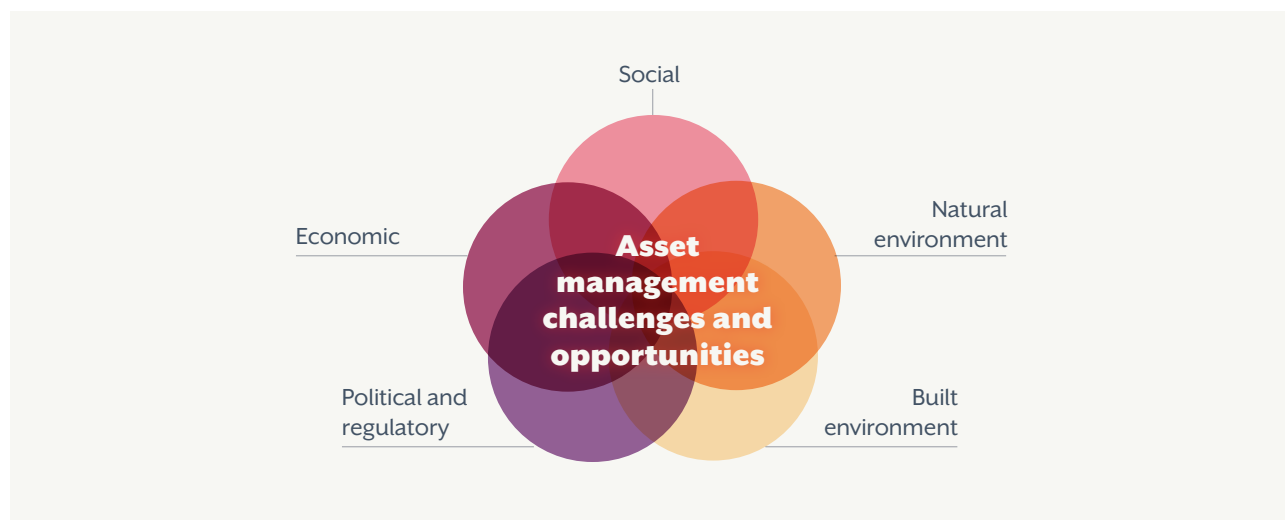 Social
Natural
environment
Economic
Asset
management
challenges and
opportunities
Political and
regulatory
Built
environment